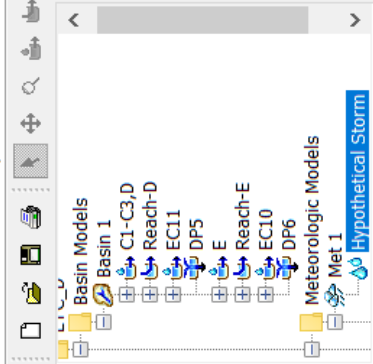 Basin Models
Basin 1
C1-C3,D
Reach-D
EC11
DP5
E
Reach-E
EC10
DP6
Meteorologic Models
Met 1
Hypothetical Storm